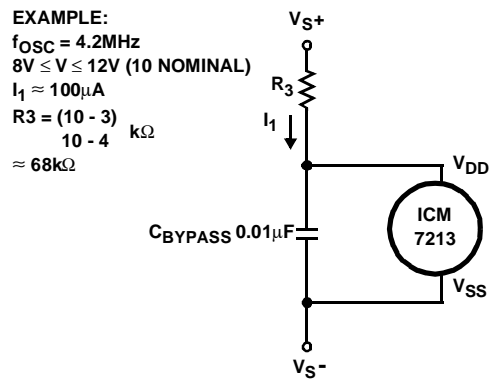 EXAMPLE:
fOSC = 4.2MHz
8V ≤ V ≤ 12V (10 NOMINAL)
I1 ≈ 100μA
R3 = (10 - 3)
10 - 4 kΩ
≈ 68kΩ
VS+
R3
I1
VDD
CBYPASS 0.01μF
ICM
7213
VSS
VS-